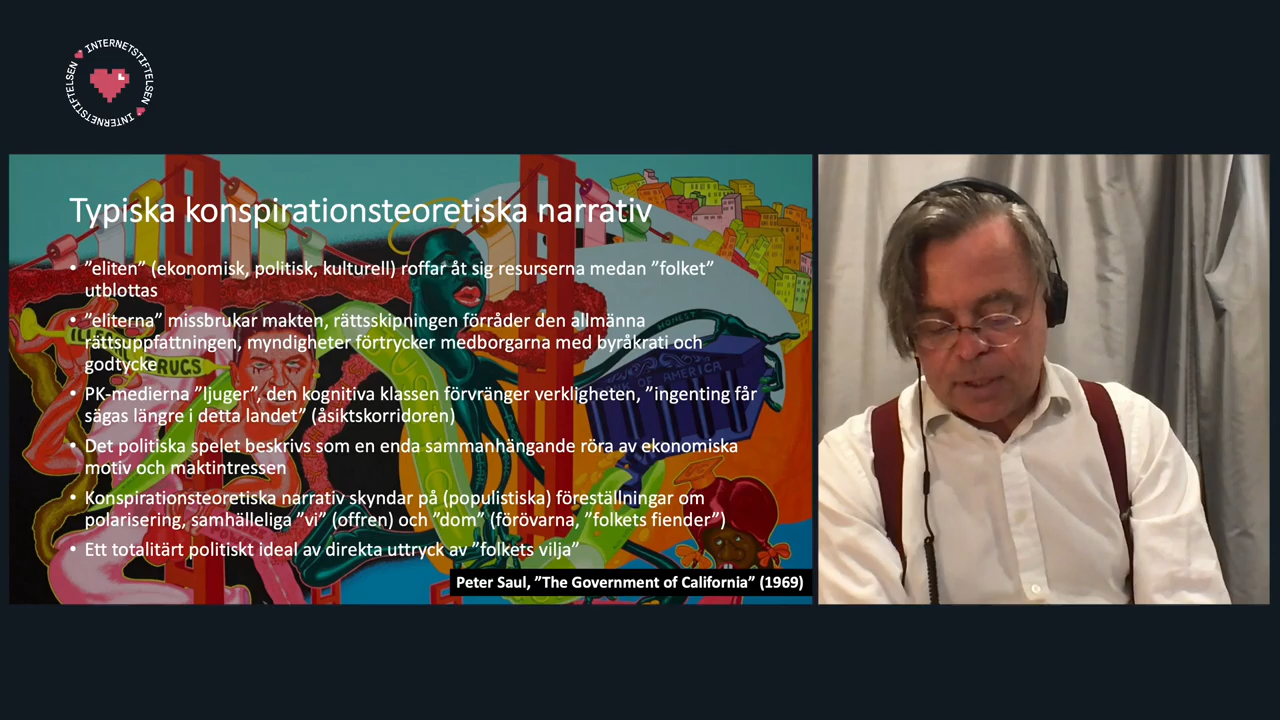 INTERNETSTIFTELSEN
INTERNETSTIFTELSEN
Typiska konspirationsteoretiska narrativ
• ”eliten” (ekonomisk, politisk, kulturell) roffar åt sig resurserna medan ”folket”
utblottas
• ”eliterna” missbrukar makten, rättsskipningen förråder den allmänna
rättsuppfattningen, myndigheter förtrycker medborgarna med byråkrati och
godtycke
• PK-medierna ”ljuger”, den kognitiva klassen förvränger verkligheten, ”ingenting får
sägas längre i detta landet” (åsiktskorridoren)
• Det politiska spelet beskrivs som en enda sammanhängande röra av ekonomiska
motiv och maktintressen
• Konspirationsteoretiska narrativ skyndar på (populistiska) föreställningar om
polarisering, samhälleliga ”vi” (offren) och ”dom” (förövarna, ”folkets fiender”)
• Ett totalitärt politiskt ideal av direkta uttryck av ”folkets vilja”
HONEST
OF AMERICA
Peter Saul, ”The Government of California” (1969)